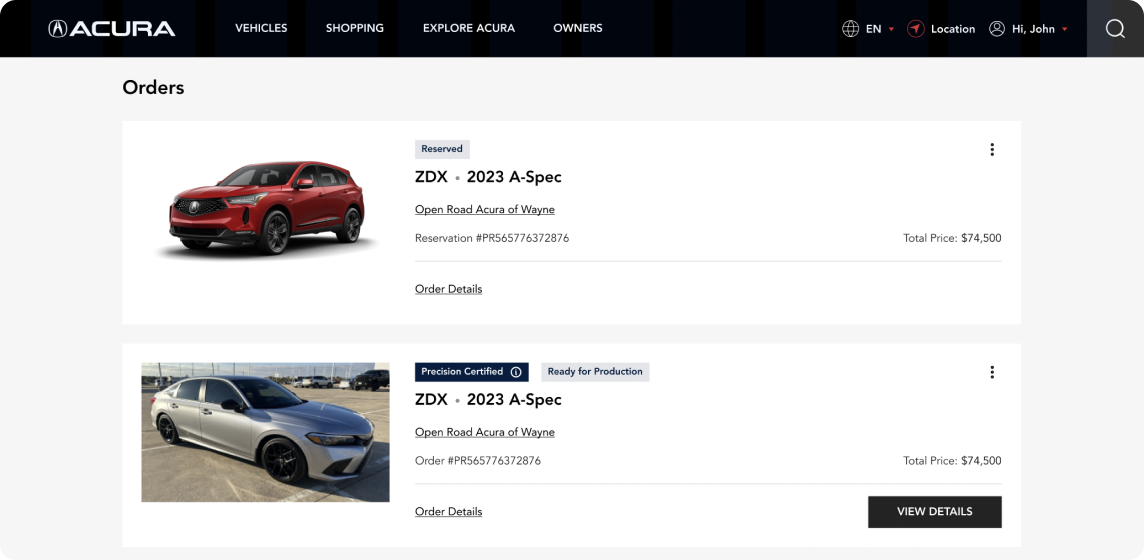 ACURA VEHICLES SHOPPING EXPLORE ACURA OWNERS EN Location Hi, John
Orders
Reserved
ZDX • 2023 A-Spec
Open Road Acura of Wayne
Reservation #PR565776372876 Total Price: $74,500
Order Details
Precision Certified Ready for Production
ZDX • 2023 A-Spec
Open Road Acura of Wayne
Order #PR565776372876 Total Price: $74,500
Order Details VIEW DETAILS